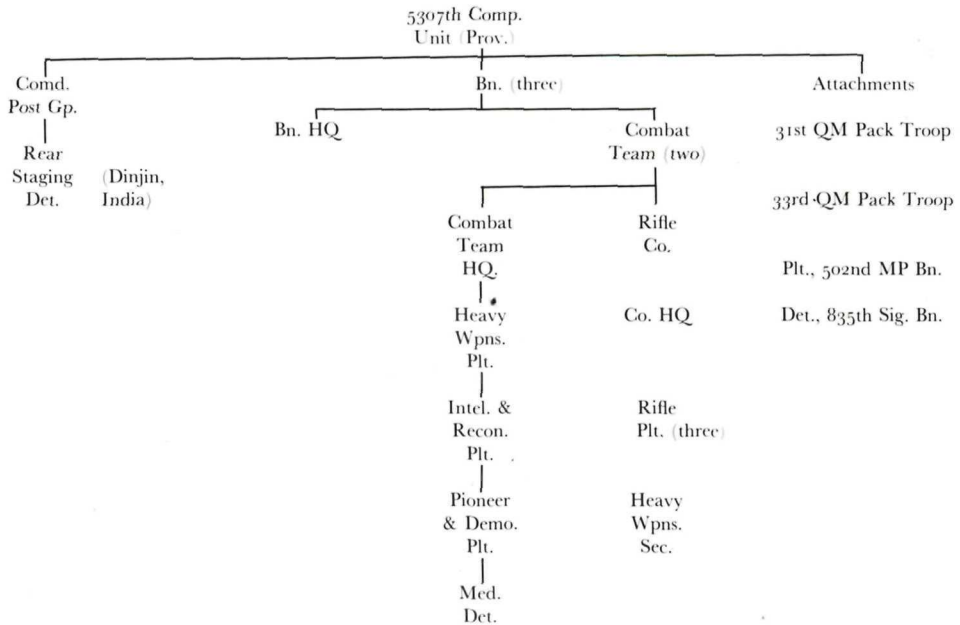 5307th Comp.
Unit (Prov.)
Comd.
Post Gp.
Rear
Staging
Det.
(Dinjin,
India)
Bn. (three)
Bn. HQ
Combat
Team (two)
Combat
Team
HQ.
Heavy
Wpns.
Plt.
Intel. &
Recon.
Plt.
Pioneer
& Demo.
Plt.
Med.
Det.
Rifle
Co.
Co. HQ
Rifle
Plt. (three)
Heavy
Wpns.
Sec.
Attachments
31st QM Pack Troop
33rd QM Pack Troop
Plt., 502nd MP Bn.
Det., 835th Sig. Bn.